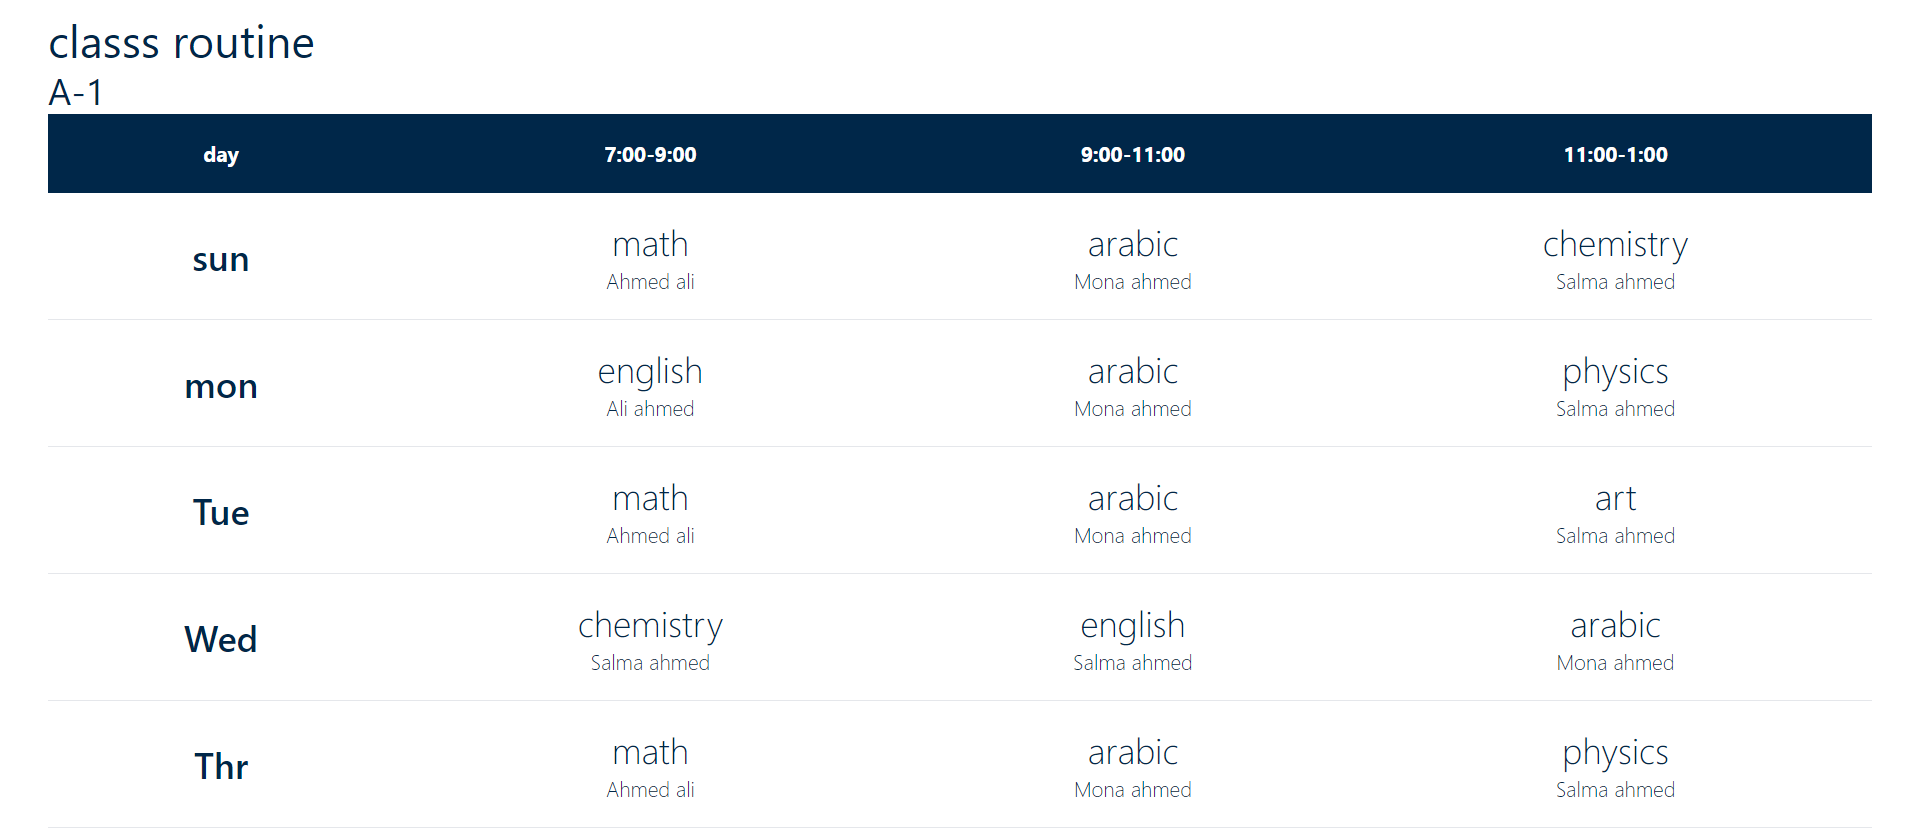 classs routine
A-1
day 7:00-9:00 9:00-11:00 11:00-1:00
sun math arabic chemistry
Ahmed ali Mona ahmed Salma ahmed
mon english arabic physics
Ali ahmed Mona ahmed Salma ahmed
Tue math arabic art
Ahmed ali Mona ahmed Salma ahmed
Wed chemistry english arabic
Salma ahmed Salma ahmed Mona ahmed
Thr math arabic physics
Ahmed ali Mona ahmed Salma ahmed